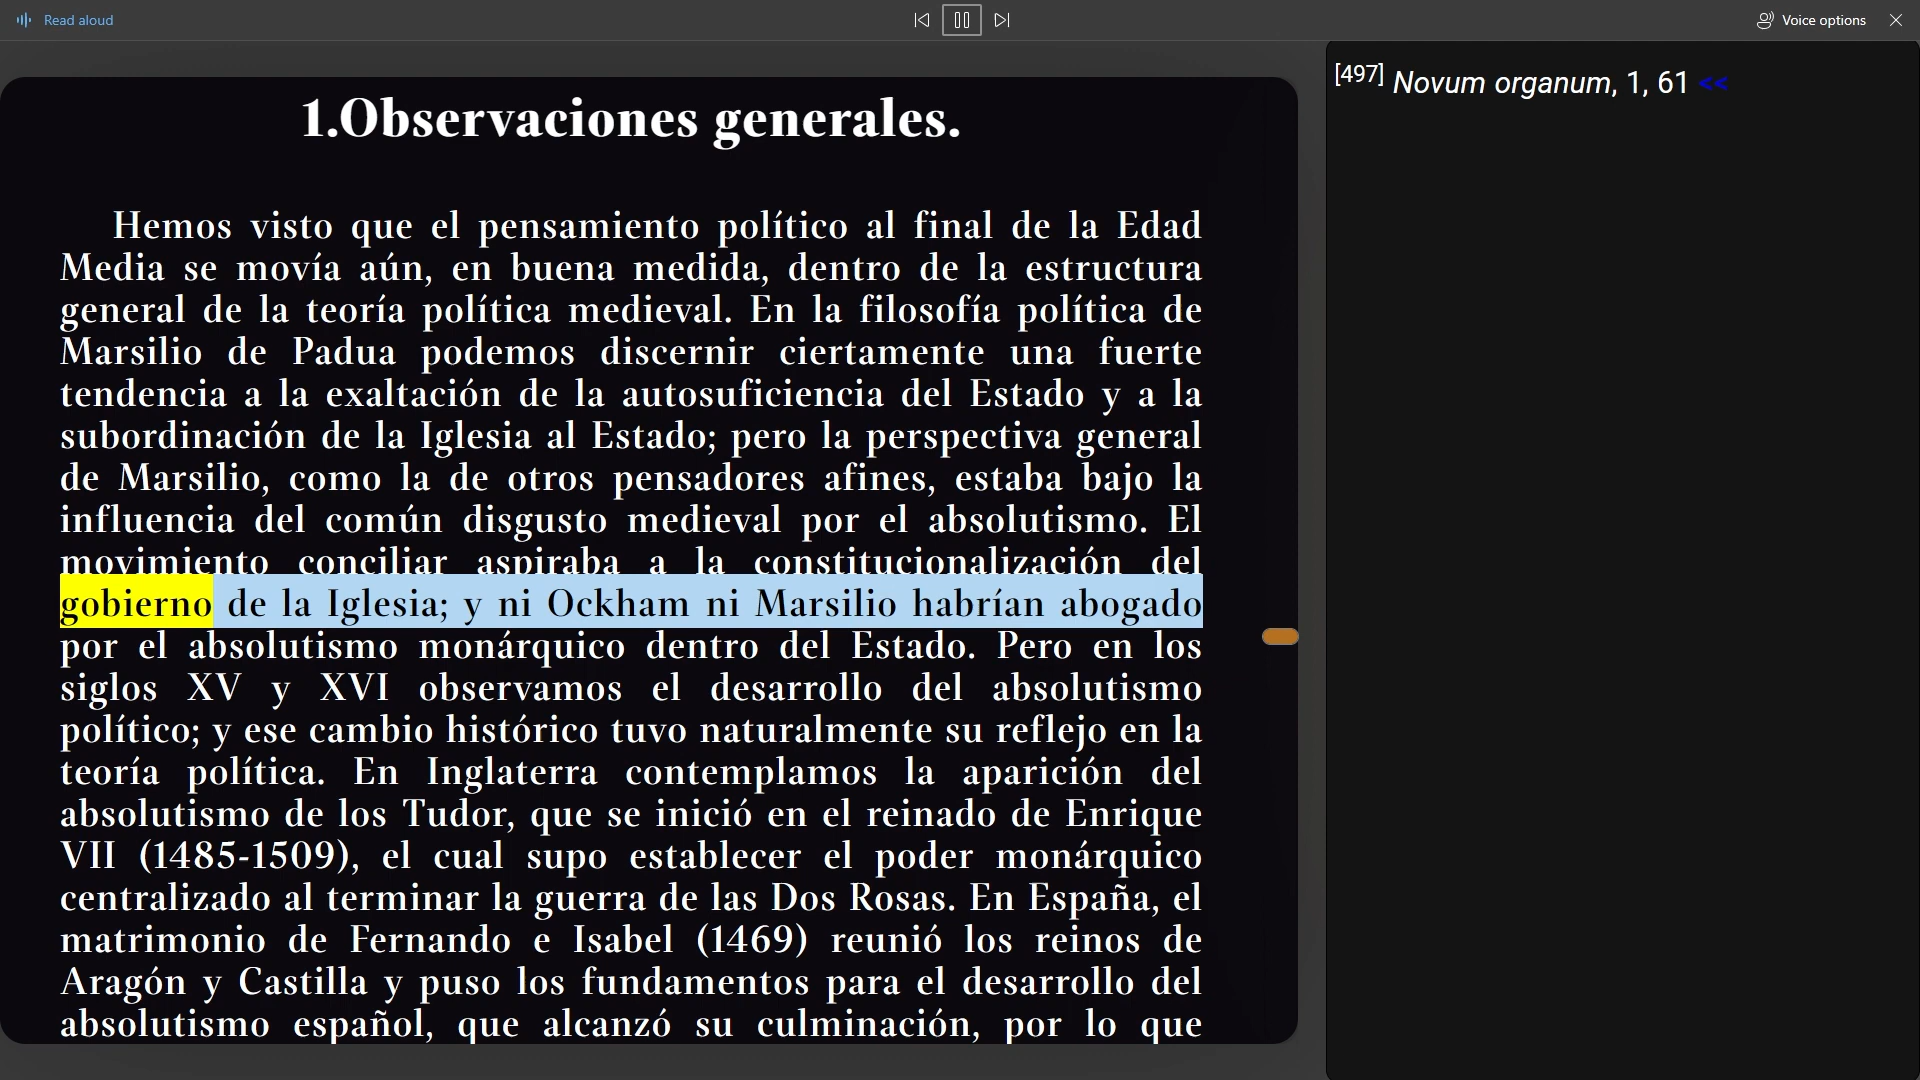 Read aloud
Voice options
1.Observaciones generales.
Hemos visto que el pensamiento político al final de la Edad
Media se movía aún, en buena medida, dentro de la estructura
general de la teoría política medieval. En la filosofía política de
Marsilio de Padua podemos discernir ciertamente una fuerte
tendencia a la exaltación de la autosuficiencia del Estado y a la
subordinación de la Iglesia al Estado; pero la perspectiva general
de Marsilio, como la de otros pensadores afines, estaba bajo la
influencia del común disgusto medieval por el absolutismo. El
movimiento conciliar aspiraba a la constitucionalización del
gobierno de la Iglesia; y ni Ockham ni Marsilio habrían abogado
por el absolutismo monárquico dentro del Estado. Pero en los
siglos XV y XVI observamos el desarrollo del absolutismo
político; y ese cambio histórico tuvo naturalmente su reflejo en la
teoría política. En Inglaterra contemplamos la aparición del
absolutismo de los Tudor, que se inició en el reinado de Enrique
VII (1485-1509), el cual supo establecer el poder monárquico
centralizado al terminar la guerra de las Dos Rosas. En España, el
matrimonio de Fernando e Isabel (1469) reunió los reinos de
Aragón y Castilla y puso los fundamentos para el desarrollo del
absolutismo español, que alcanzó su culminación, por lo que
[497] Novum organum, 1, 61 <<